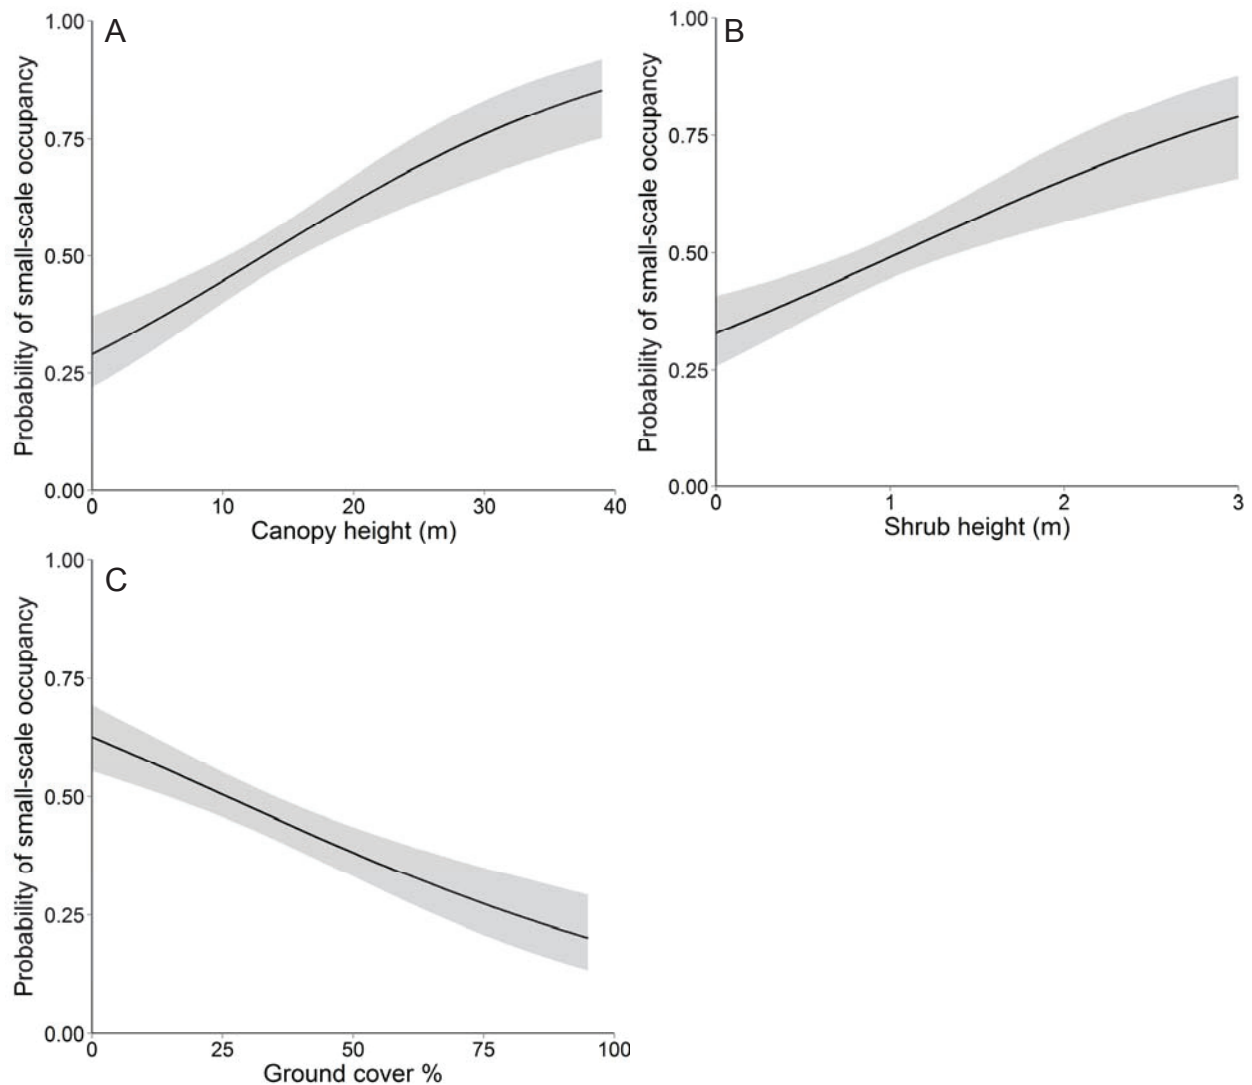 A
Probability of small-scale occupancy
1.00
0.75
0.50
0.25
0.00
0 10 20 30 40
Canopy height (m)
B
Probability of small-scale occupancy
1.00
0.75
0.50
0.25
0.00
0 1 2 3
Shrub height (m)
C
Probability of small-scale occupancy
1.00
0.75
0.50
0.25
0.00
0 25 50 75 100
Ground cover %